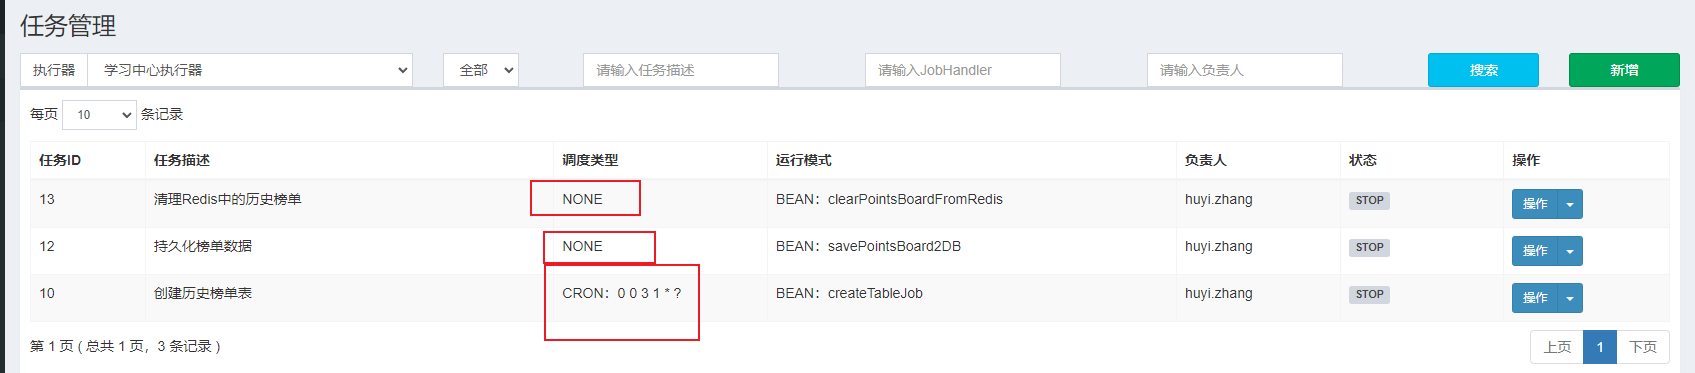 任务管理
执行器 学习中心执行器 全部 请输入任务描述 请输入JobHandler 请输入负责人 搜索 新增
每页 10 条记录
任务ID 任务描述 调度类型 运行模式 负责人 状态 操作
13 清理Redis中的历史榜单 NONE BEAN：clearPointsBoardFromRedis huyi.zhang STOP 操作
12 持久化榜单数据 NONE BEAN：savePointsBoard2DB huyi.zhang STOP 操作
10 创建历史榜单表 CRON：0 0 3 1 * ? BEAN：createTableJob huyi.zhang STOP 操作
第 1 页 ( 总共 1 页，3 条记录 ) 上页 1 下页